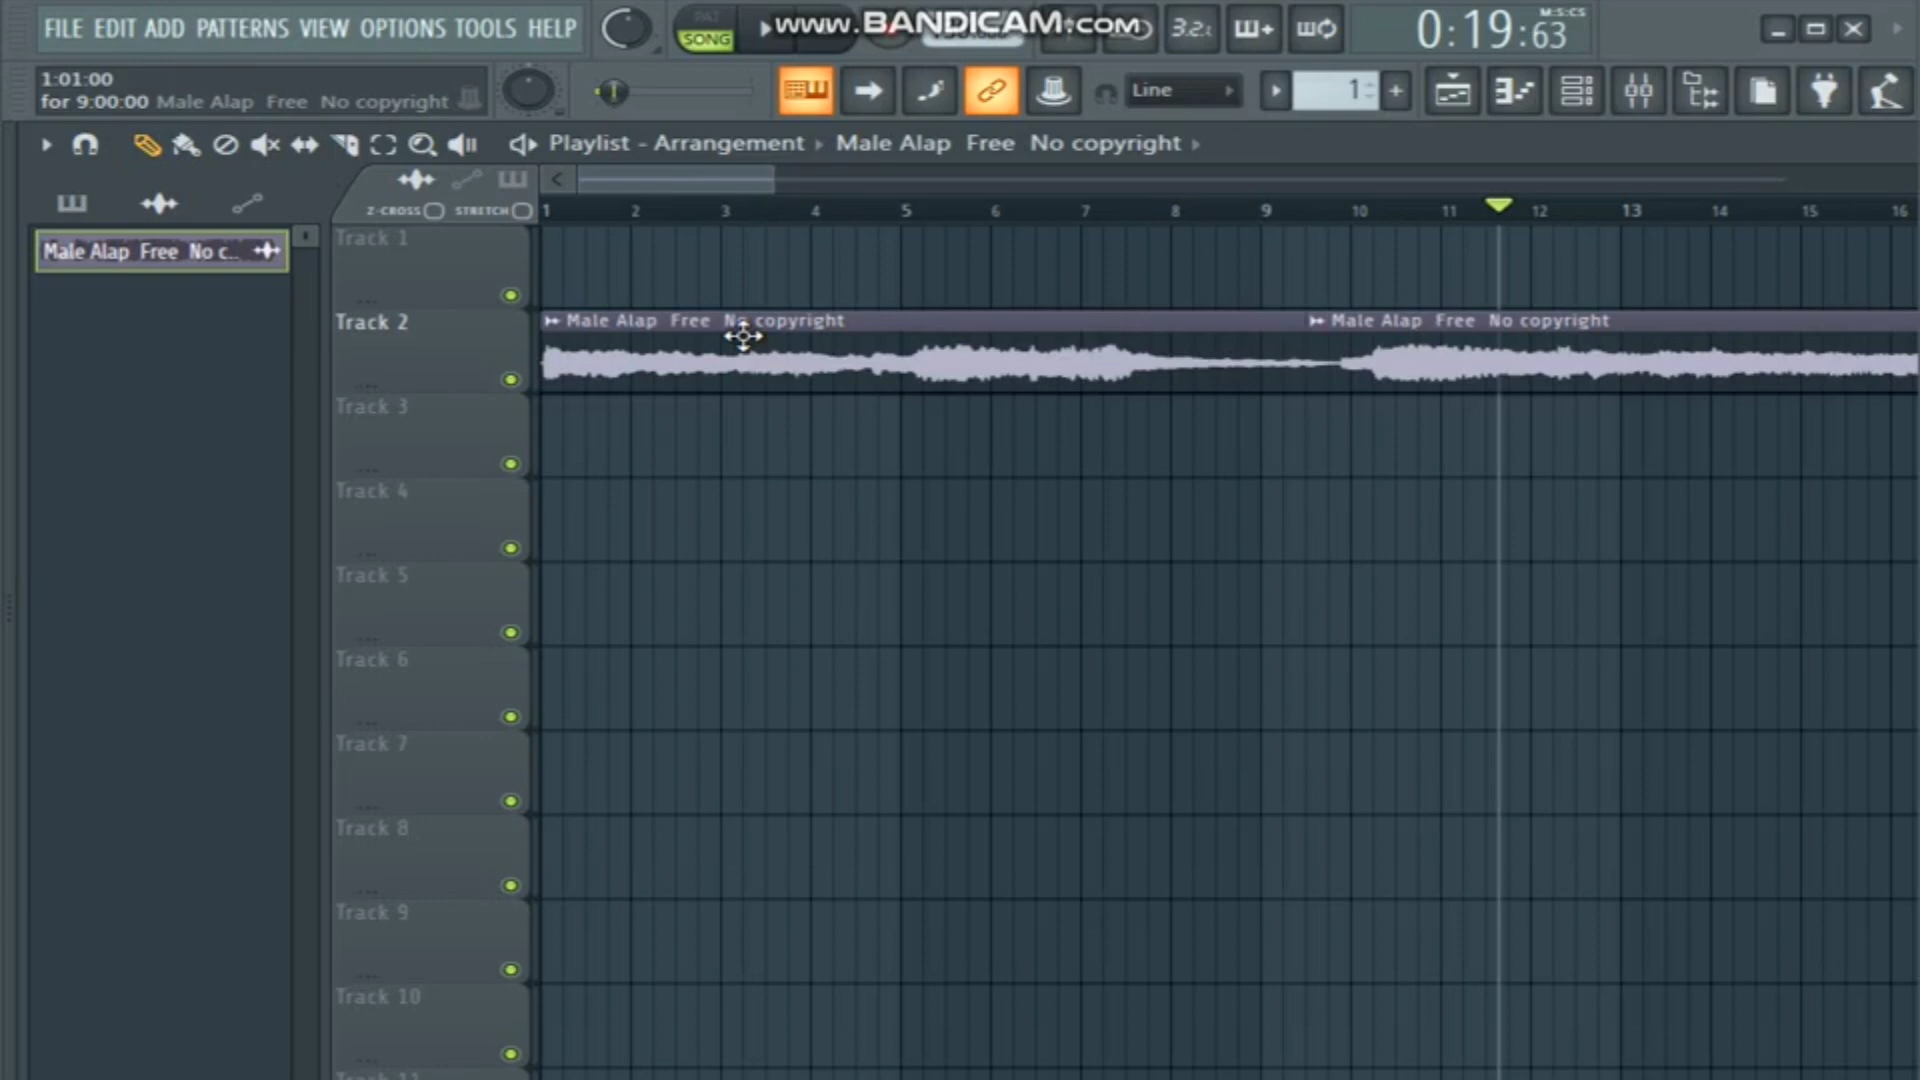 FILE EDIT ADD PATTERNS VIEW OPTIONS TOOLS HELP
PAT
SONG
www.BANDICAM.com
3.2.
0:19:63
M:S:CS
1:01:00
for 9:00:00 Male Alap Free No copyright
Line
1
Playlist - Arrangement ▸ Male Alap Free No copyright ▸
Z-CROSS STRETCH
1 2 3 4 5 6 7 8 9 10 11 12 13 14 15 16
Male Alap Free No c..
Track 1
Track 2
Male Alap Free No copyright
Male Alap Free No copyright
Track 3
Track 4
Track 5
Track 6
Track 7
Track 8
Track 9
Track 10
Track 11